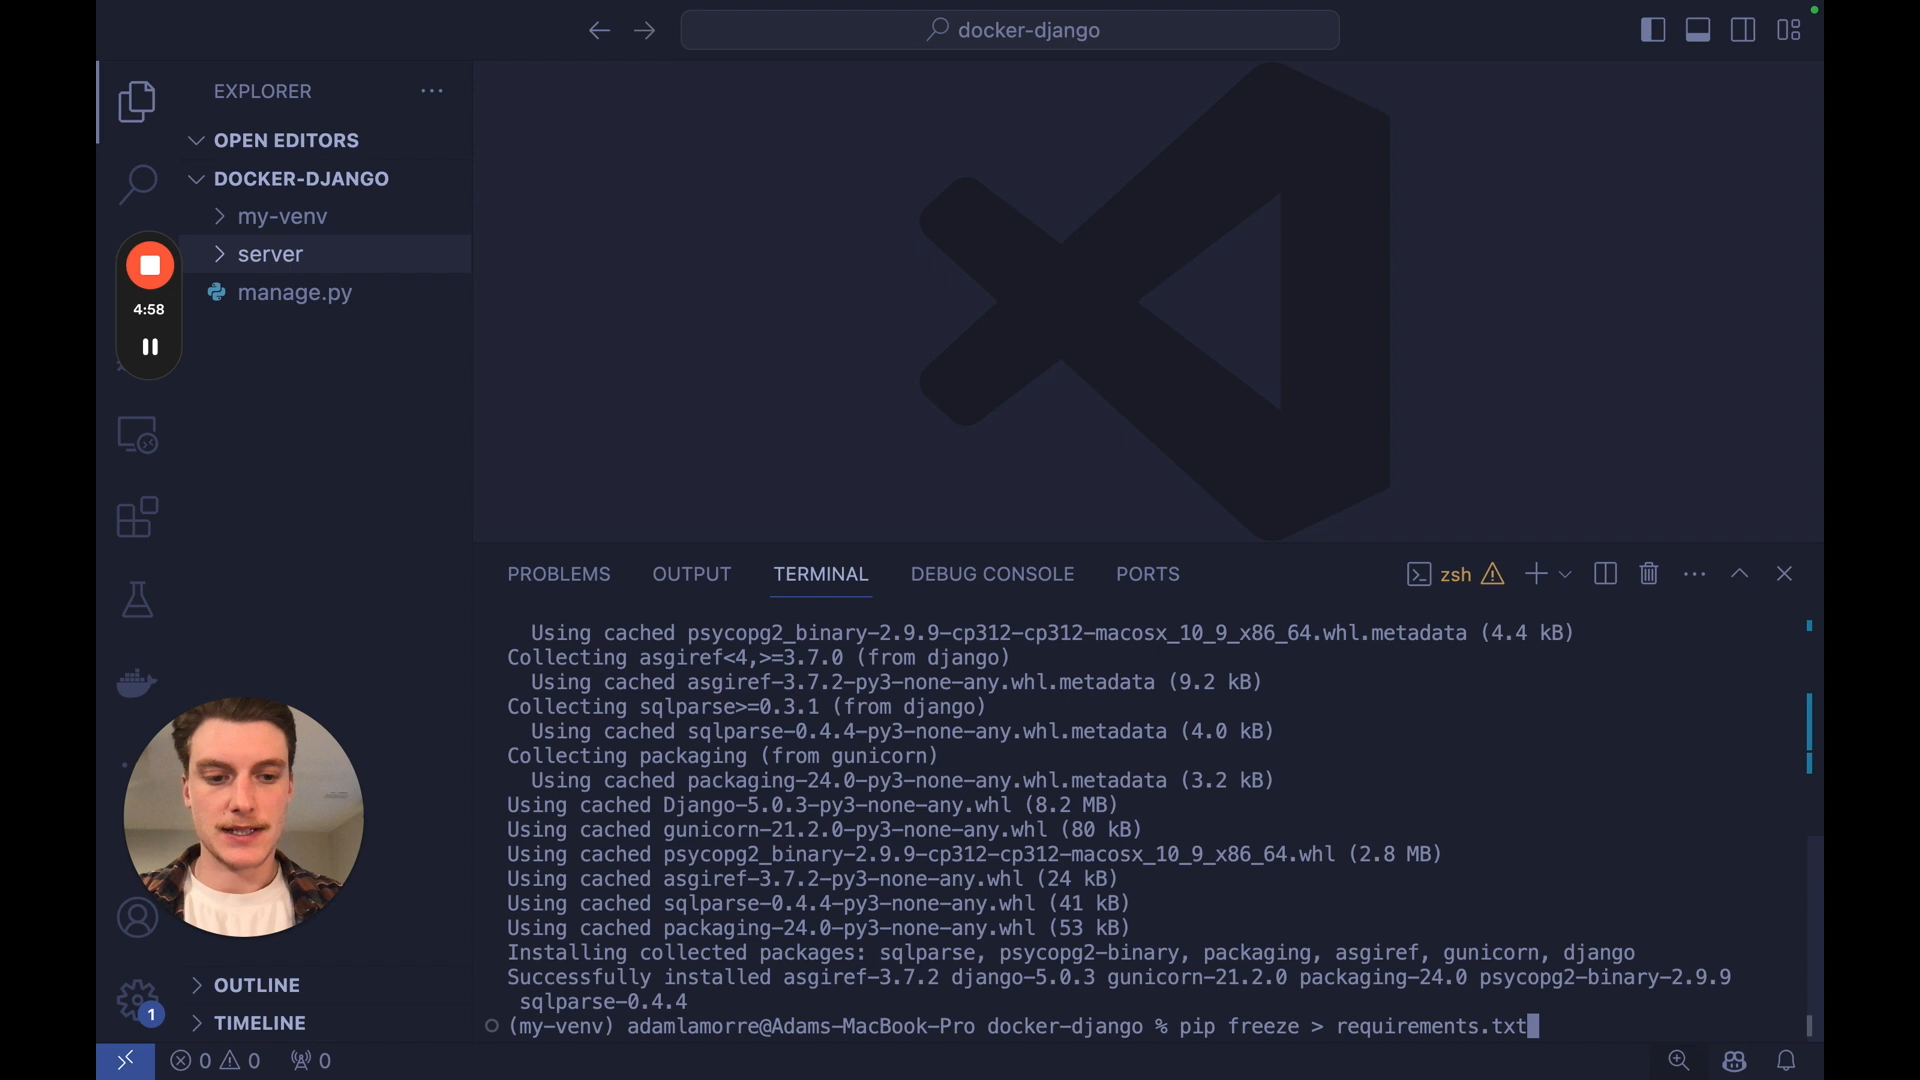 docker-django
EXPLORER
OPEN EDITORS
DOCKER-DJANGO
my-venv
server
manage.py
4:58
PROBLEMS OUTPUT TERMINAL DEBUG CONSOLE PORTS zsh
Using cached psycopg2_binary-2.9.9-cp312-cp312-macosx_10_9_x86_64.whl.metadata (4.4 kB)
Collecting asgiref<4,>=3.7.0 (from django)
Using cached asgiref-3.7.2-py3-none-any.whl.metadata (9.2 kB)
Collecting sqlparse>=0.3.1 (from django)
Using cached sqlparse-0.4.4-py3-none-any.whl.metadata (4.0 kB)
Collecting packaging (from gunicorn)
Using cached packaging-24.0-py3-none-any.whl.metadata (3.2 kB)
Using cached Django-5.0.3-py3-none-any.whl (8.2 MB)
Using cached gunicorn-21.2.0-py3-none-any.whl (80 kB)
Using cached psycopg2_binary-2.9.9-cp312-cp312-macosx_10_9_x86_64.whl (2.8 MB)
Using cached asgiref-3.7.2-py3-none-any.whl (24 kB)
Using cached sqlparse-0.4.4-py3-none-any.whl (41 kB)
Using cached packaging-24.0-py3-none-any.whl (53 kB)
Installing collected packages: sqlparse, psycopg2-binary, packaging, asgiref, gunicorn, django
Successfully installed asgiref-3.7.2 django-5.0.3 gunicorn-21.2.0 packaging-24.0 psycopg2-binary-2.9.9
sqlparse-0.4.4
(my-venv) adamlamorre@Adams-MacBook-Pro docker-django % pip freeze > requirements.txt
OUTLINE
1
TIMELINE
0 0 0